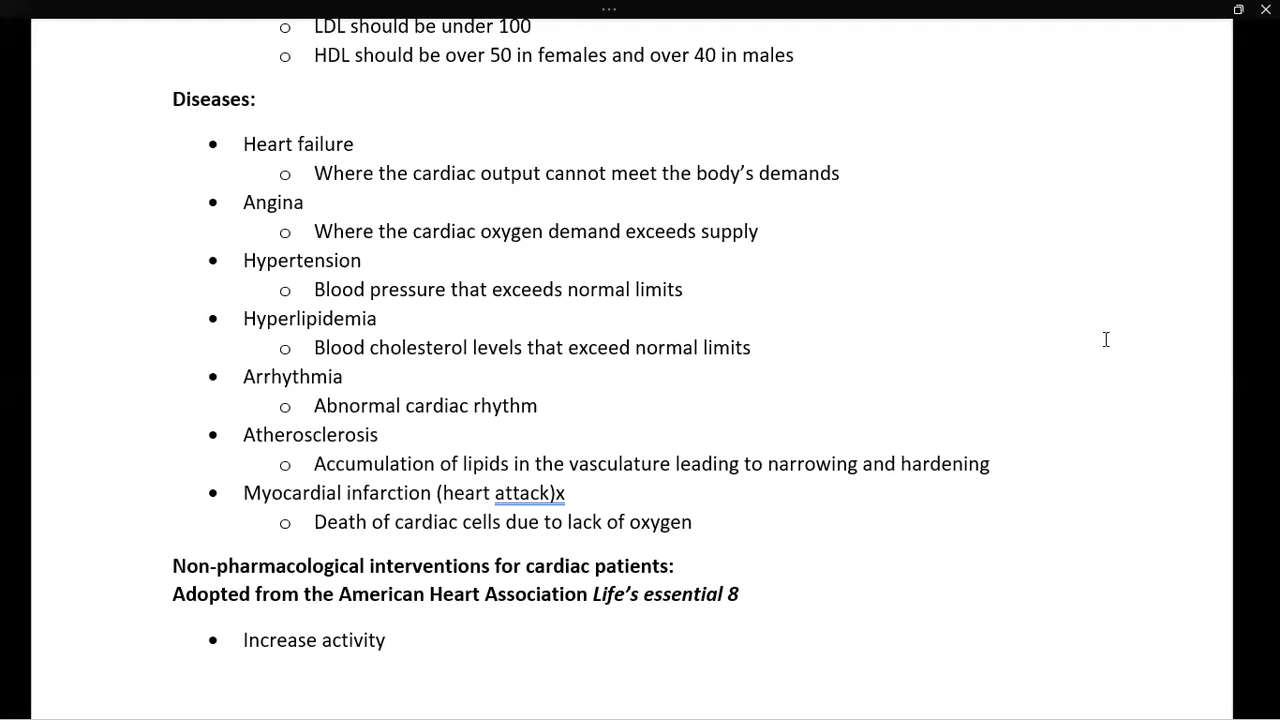 LDL should be under 100
HDL should be over 50 in females and over 40 in males
Diseases:
Heart failure
Where the cardiac output cannot meet the body’s demands
Angina
Where the cardiac oxygen demand exceeds supply
Hypertension
Blood pressure that exceeds normal limits
Hyperlipidemia
Blood cholesterol levels that exceed normal limits
Arrhythmia
Abnormal cardiac rhythm
Atherosclerosis
Accumulation of lipids in the vasculature leading to narrowing and hardening
Myocardial infarction (heart attack)x
Death of cardiac cells due to lack of oxygen
Non-pharmacological interventions for cardiac patients:
Adopted from the American Heart Association Life’s essential 8
Increase activity